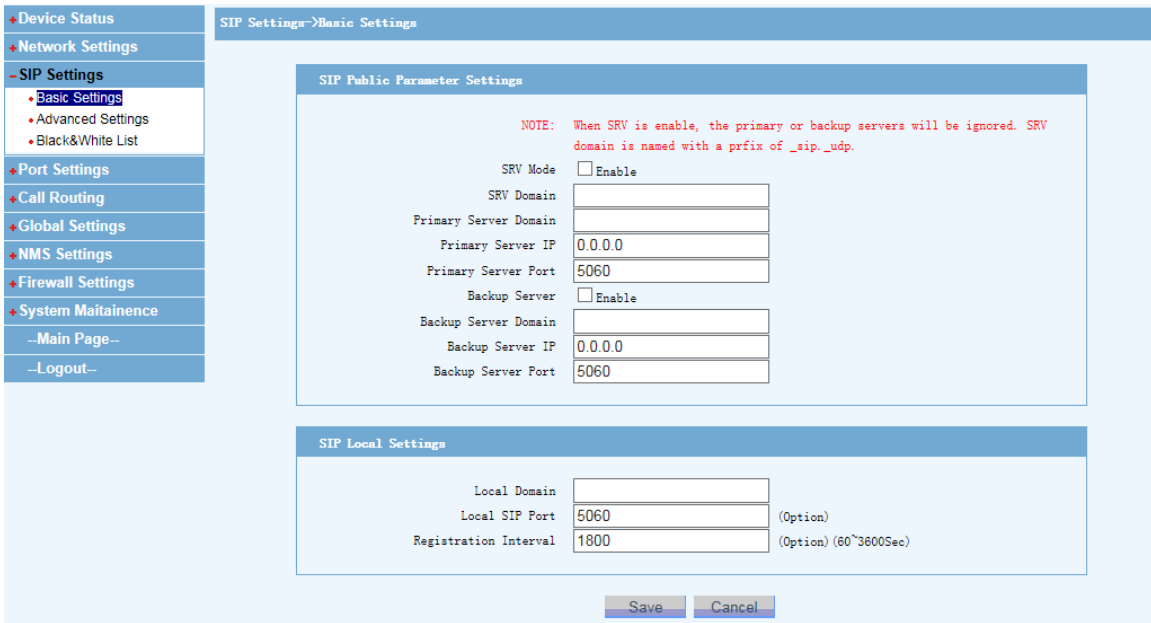 +Device Status
+Network Settings
-SIP Settings
Basic Settings
Advanced Settings
Black&White List
+Port Settings
+Call Routing
+Global Settings
+NMS Settings
+Firewall Settings
+System Maitainence
--Main Page--
--Logout--
SIP Settings->Basic Settings
SIP Public Parameter Settings
NOTE: When SRV is enable, the primary or backup servers will be ignored. SRV
domain is named with a prfix of _sip._udp.
SRV Mode Enable
SRV Domain
Primary Server Domain
Primary Server IP 0.0.0.0
Primary Server Port 5060
Backup Server Enable
Backup Server Domain
Backup Server IP 0.0.0.0
Backup Server Port 5060
SIP Local Settings
Local Domain
Local SIP Port 5060 (Option)
Registration Interval 1800 (Option)(60~3600Sec)
Save Cancel